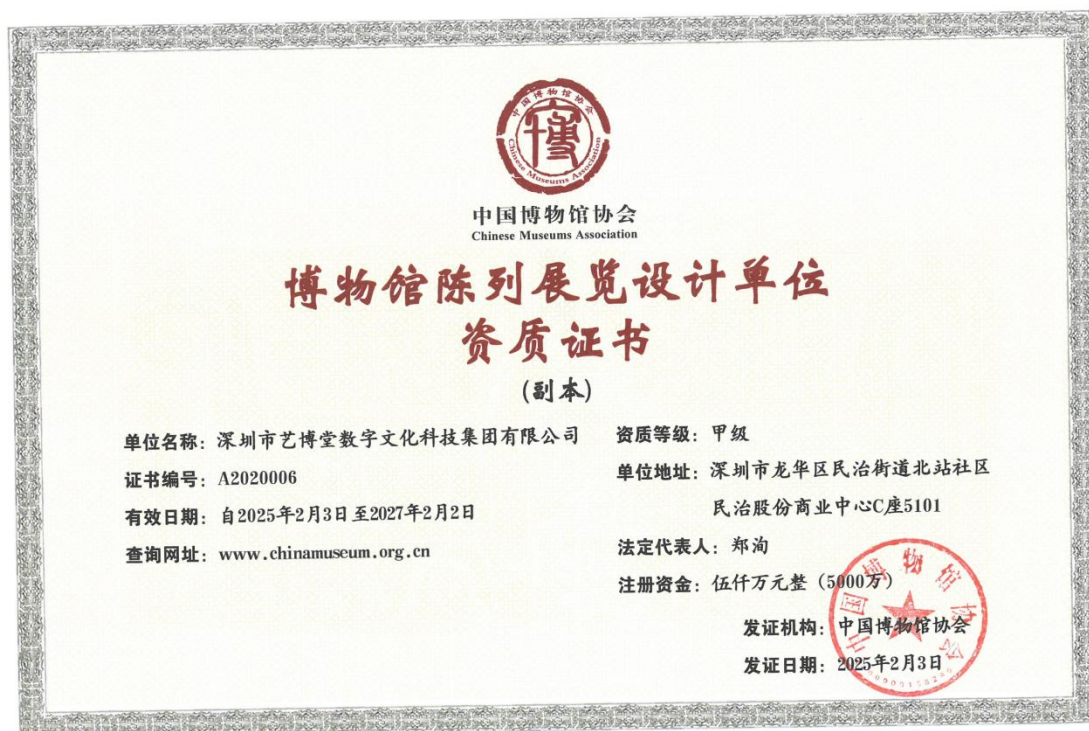 中国博物馆协会
Chinese Museums Association
中国博物馆协会
Chinese Museums Association
博物馆陈列展览设计单位
资质证书
(副本)
单位名称：深圳市艺博堂数字文化科技集团有限公司
证书编号：A2020006
有效日期：自2025年2月3日至2027年2月2日
查询网址：www.chinamuseum.org.cn
资质等级：甲级
单位地址：深圳市龙华区民治街道北站社区
民治股份商业中心C座5101
法定代表人：郑洵
注册资金：伍仟万元整（5000万）
发证机构：中国博物馆协会
发证日期：2025年2月3日
中国博物馆协会